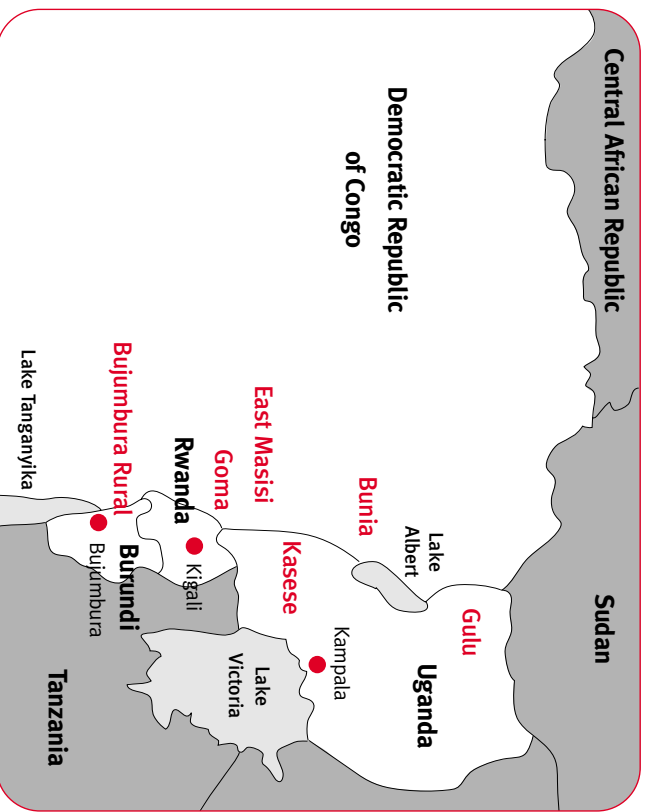 Central African Republic
Sudan
Democratic Republic
of Congo
Gulu
Uganda
Lake
Albert
Bunia
Kampala
Kasese
East Masisi
Goma
Lake
Victoria
Rwanda
Kigali
Bujumbura Rural
Burundi
Bujumbura
Tanzania
Lake Tanganyika